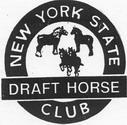 NEW YORK STATE
DRAFT HORSE
CLUB